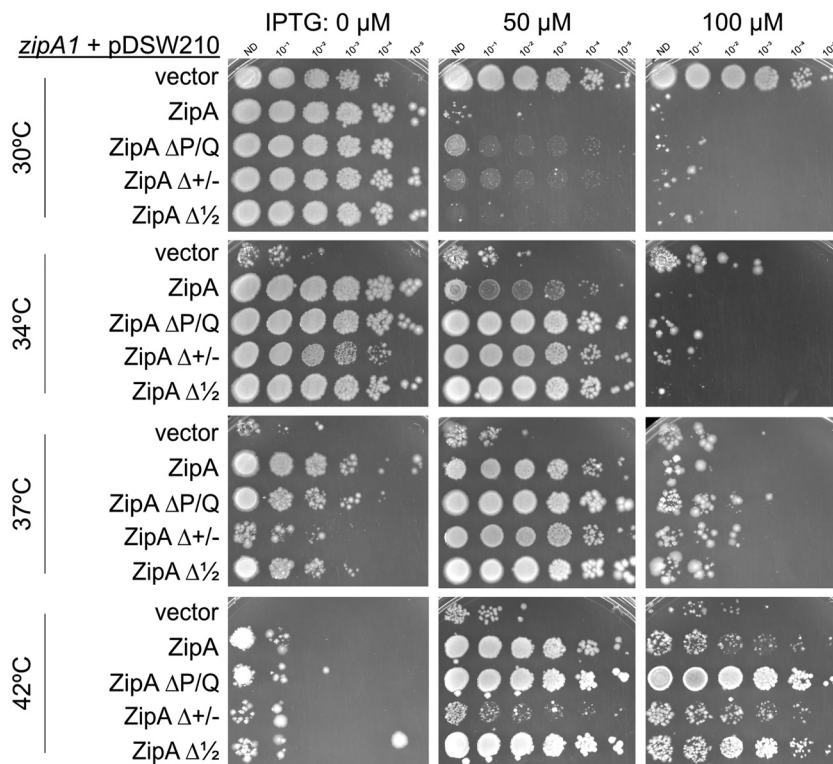 IPTG: 0 µM 50 µM 100 µM
zipA1 + pDSW210
ND 10⁻¹ 10⁻² 10⁻³ 10⁻⁴ 10⁻⁵ ND 10⁻¹ 10⁻² 10⁻³ 10⁻⁴ 10⁻⁵ ND 10⁻¹ 10⁻² 10⁻³ 10⁻⁴ 10⁻⁵
30ºC
vector
ZipA
ZipA ΔP/Q
ZipA Δ+/-
ZipA Δ½
34ºC
vector
ZipA
ZipA ΔP/Q
ZipA Δ+/-
ZipA Δ½
37ºC
vector
ZipA
ZipA ΔP/Q
ZipA Δ+/-
ZipA Δ½
42ºC
vector
ZipA
ZipA ΔP/Q
ZipA Δ+/-
ZipA Δ½